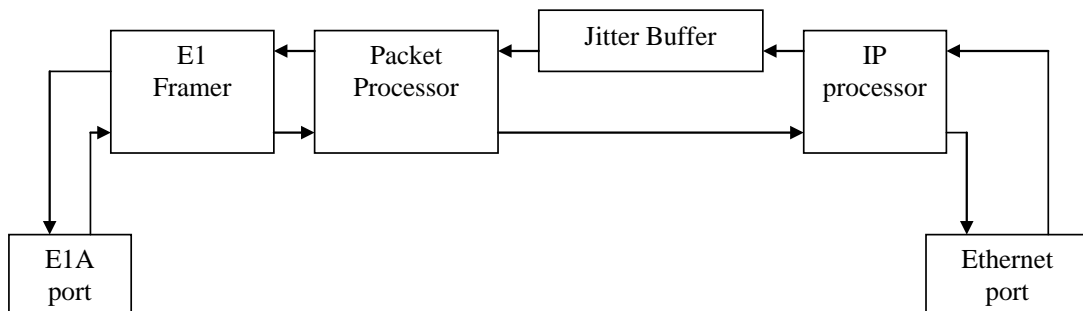 E1
Framer
Packet
Processor
Jitter Buffer
IP
processor
E1A
port
Ethernet
port